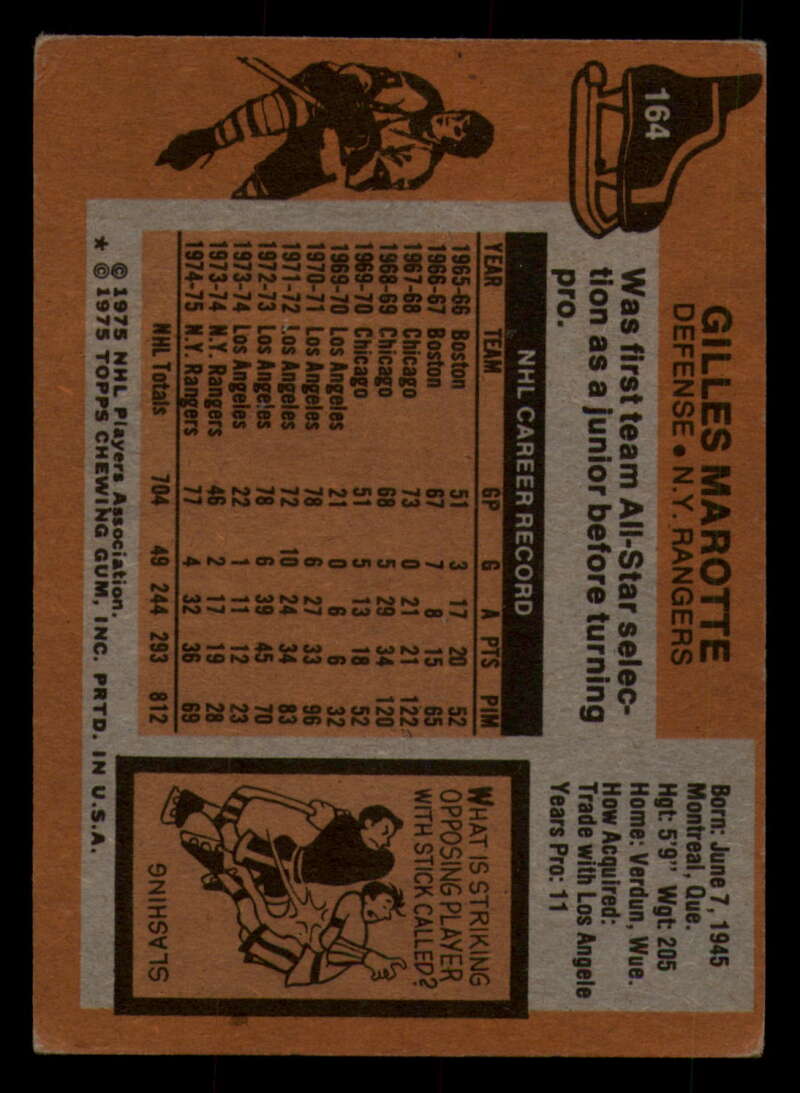 164
GILLES MAROTTE
DEFENSE • N.Y. RANGERS
Born: June 7, 1945
Montreal, Que.
Hgt: 5'9" Wgt: 205
Home: Verdun, Wue.
How Acquired:
Trade with Los Angele
Years Pro: 11
Was first team All-Star selec-
tion as a junior before turning
pro.
NHL CAREER RECORD
YEAR TEAM GP G A PTS PIM
1965-66 Boston 51 3 17 20 52
1966-67 Boston 67 7 8 15 65
1967-68 Chicago 73 0 21 21 122
1968-69 Chicago 68 5 29 34 120
1969-70 Chicago 51 5 13 18 52
1969-70 Los Angeles 21 0 6 6 32
1970-71 Los Angeles 78 6 27 33 96
1971-72 Los Angeles 72 10 24 34 83
1972-73 Los Angeles 78 6 39 45 70
1973-74 Los Angeles 22 1 11 12 23
1973-74 N.Y. Rangers 46 2 17 19 28
1974-75 N.Y. Rangers 77 4 32 36 69
NHL Totals 704 49 244 293 812
WHAT IS STRIKING
OPPOSING PLAYER
WITH STICK CALLED?
SLASHING
© 1975 NHL Players Association.
* © 1975 TOPPS CHEWING GUM, INC. PRTD. IN U.S.A.